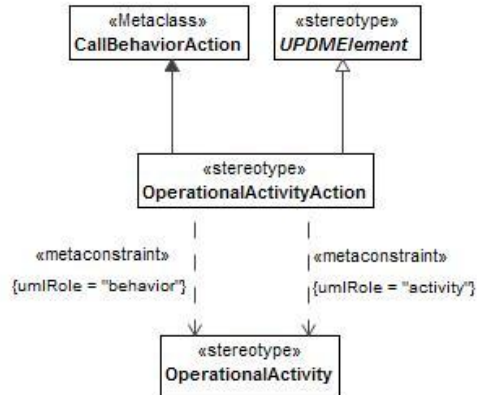 «Metaclass»
CallBehaviorAction
«stereotype»
UPDMElement
«stereotype»
OperationalActivityAction
«metaconstraint»
{umlRole = "behavior"}
«metaconstraint»
{umlRole = "activity"}
«stereotype»
OperationalActivity